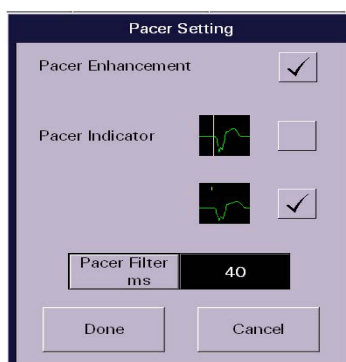 Pacer Setting
Pacer Enhancement
Pacer Indicator
Pacer Filter 40
ms
Done Cancel